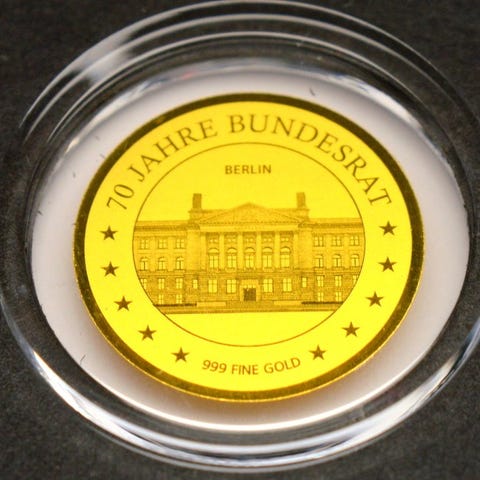 70 JAHRE BUNDESRAT
BERLIN
999 FINE GOLD